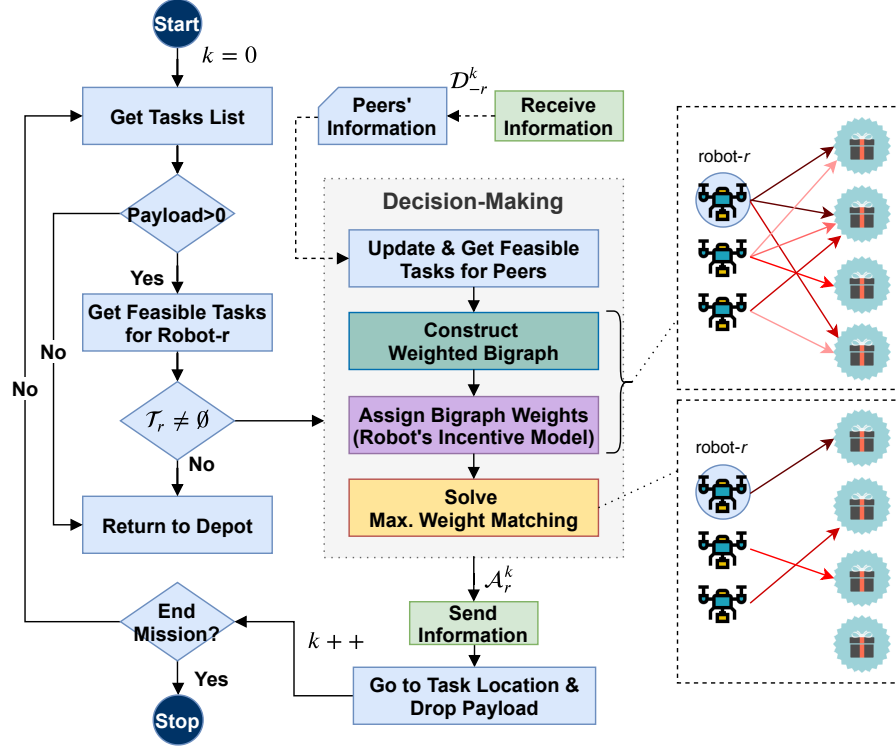 Start
k = 0
Get Tasks List
Payload>0
Yes
Get Feasible Tasks
for Robot-r
No
No
𝒯_r ≠ ∅
No
Return to Depot
End
Mission?
Yes
Stop
Peers'
Information
𝒟_{-r}^k
Receive
Information
Decision-Making
Update & Get Feasible
Tasks for Peers
Construct
Weighted Bigraph
Assign Bigraph Weights
(Robot's Incentive Model)
Solve
Max. Weight Matching
𝒜_r^k
Send
Information
k + +
Go to Task Location &
Drop Payload
robot-r
robot-r